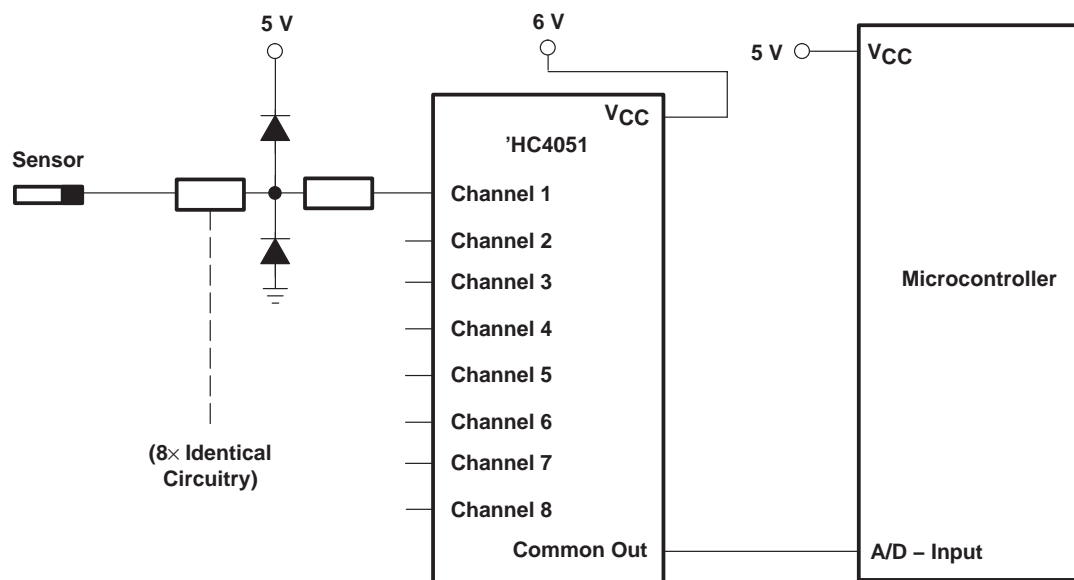 5 V
6 V
5 V
VCC
VCC
’HC4051
Sensor
Channel 1
Channel 2
Channel 3
Microcontroller
Channel 4
Channel 5
Channel 6
(8× Identical
Circuitry)
Channel 7
Channel 8
Common Out
A/D – Input